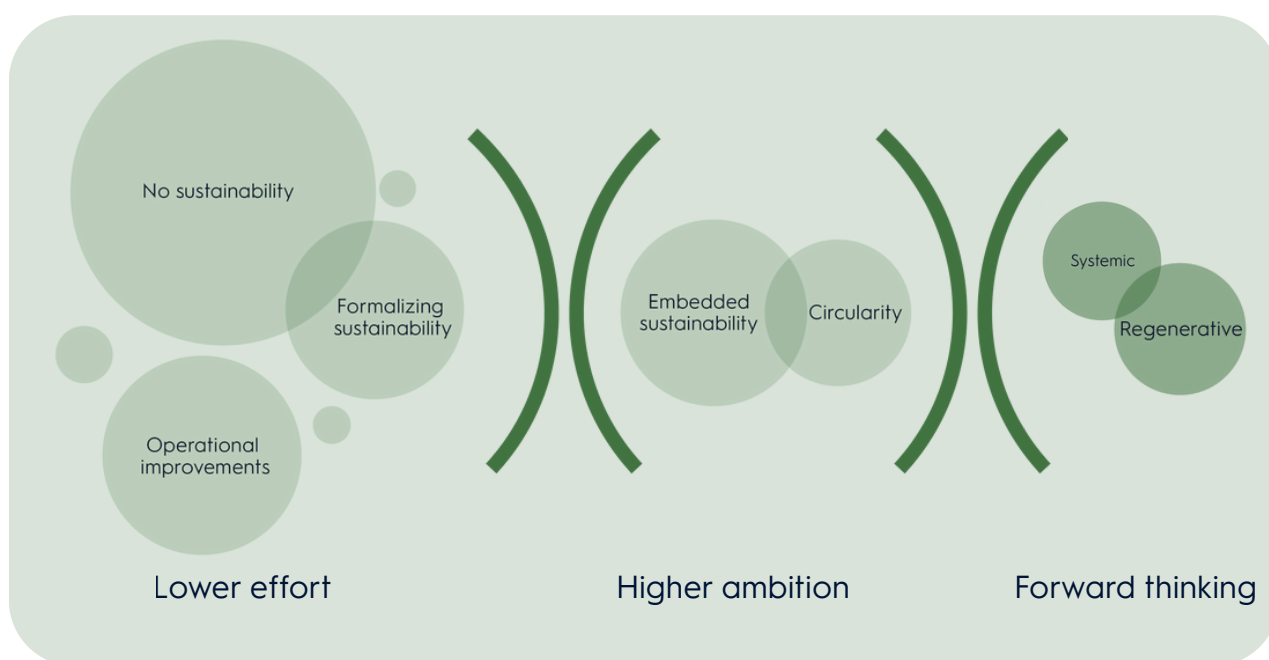 No sustainability
Formalizing
sustainability
Operational
improvements
Embedded
sustainability
Circularity
Systemic
Regenerative
Lower effort
Higher ambition
Forward thinking